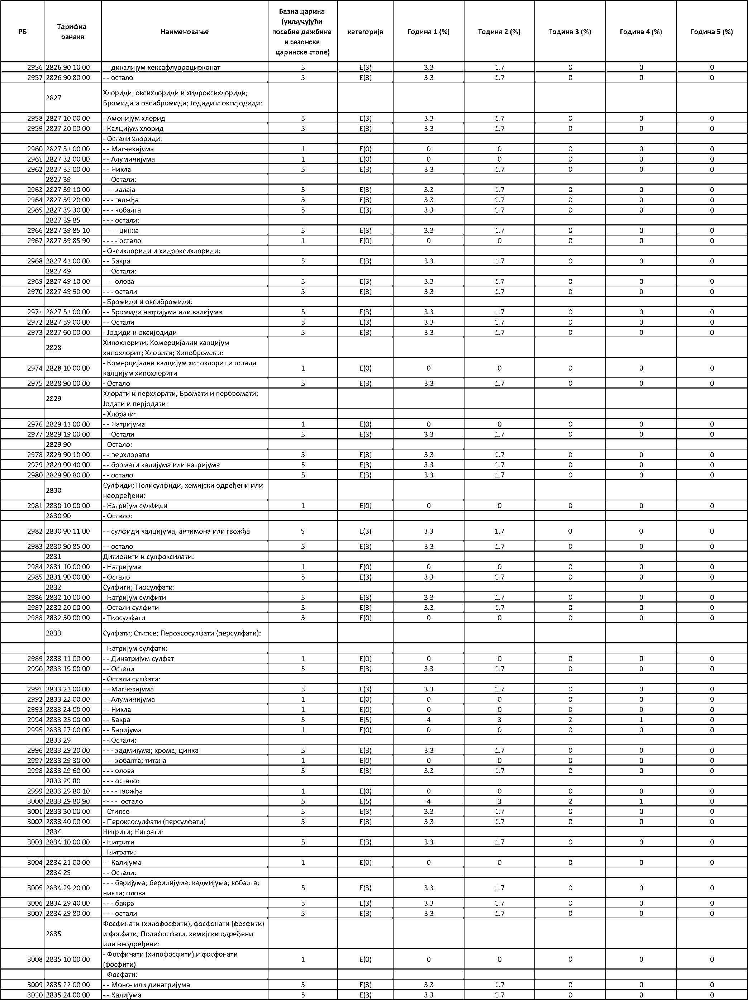 РБ Тарифна ознака Наименовање Базна царина (укључујући посебне дажбине и сезонске царинске стопе) категорија Година 1 (%) Година 2 (%) Година 3 (%) Година 4 (%) Година 5 (%)
2956 2826 90 10 00 - - дикалијум хексафлуороцирконат 5 E(3) 3.3 1.7 0 0 0
2957 2826 90 80 00 - - остало 5 E(3) 3.3 1.7 0 0 0
2827 Хлориди, оксихлориди и хидроксихлориди;
Бромиди и оксибромиди; Јодиди и оксијодиди:
2958 2827 10 00 00 - Амонијум хлорид 5 E(3) 3.3 1.7 0 0 0
2959 2827 20 00 00 - Калцијум хлорид 5 E(3) 3.3 1.7 0 0 0
- Остали хлориди:
2960 2827 31 00 00 - - Магнезијума 1 E(0) 0 0 0 0 0
2961 2827 32 00 00 - - Алуминијума 1 E(0) 0 0 0 0 0
2962 2827 35 00 00 - - Никла 5 E(3) 3.3 1.7 0 0 0
2827 39 - - Остали:
2963 2827 39 10 00 - - - калаја 5 E(3) 3.3 1.7 0 0 0
2964 2827 39 20 00 - - - гвожђа 5 E(3) 3.3 1.7 0 0 0
2965 2827 39 30 00 - - - кобалта 5 E(3) 3.3 1.7 0 0 0
2827 39 85 - - - остали:
2966 2827 39 85 10 - - - - цинка 5 E(3) 3.3 1.7 0 0 0
2967 2827 39 85 90 - - - - остало 1 E(0) 0 0 0 0 0
- Оксихлориди и хидроксихлориди:
2968 2827 41 00 00 - - Бакра 5 E(3) 3.3 1.7 0 0 0
2827 49 - - Остали:
2969 2827 49 10 00 - - - олова 5 E(3) 3.3 1.7 0 0 0
2970 2827 49 90 00 - - - остали 5 E(3) 3.3 1.7 0 0 0
- Бромиди и оксибромиди:
2971 2827 51 00 00 - - Бромиди натријума или калијума 5 E(3) 3.3 1.7 0 0 0
2972 2827 59 00 00 - - Остали 5 E(3) 3.3 1.7 0 0 0
2973 2827 60 00 00 - Јодиди и оксијодиди 5 E(3) 3.3 1.7 0 0 0
2828 Хипохлорити; Комерцијални калцијум
хипохлорит; Хлорити; Хипобромити:
2974 2828 10 00 00 - Комерцијални калцијум хипохлорит и остали
калцијум хипохлорити 1 E(0) 0 0 0 0 0
2975 2828 90 00 00 - Остало 5 E(3) 3.3 1.7 0 0 0
2829 Хлорати и перхлорати; Бромати и пербромати;
Јодати и перјодати:
- Хлорати:
2976 2829 11 00 00 - - Натријума 1 E(0) 0 0 0 0 0
2977 2829 19 00 00 - - Остали 5 E(3) 3.3 1.7 0 0 0
2829 90 - Остало:
2978 2829 90 10 00 - - перхлорати 5 E(3) 3.3 1.7 0 0 0
2979 2829 90 40 00 - - бромати калијума или натријума 5 E(3) 3.3 1.7 0 0 0
2980 2829 90 80 00 - - остало 5 E(3) 3.3 1.7 0 0 0
2830 Сулфиди; Полисулфиди, хемијски одређени или
неодређени:
2981 2830 10 00 00 - Натријум сулфиди 1 E(0) 0 0 0 0 0
2830 90 - Остало:
2982 2830 90 11 00 - - сулфиди калцијума, антимона или гвожђа 5 E(3) 3.3 1.7 0 0 0
2983 2830 90 85 00 - - остало 5 E(3) 3.3 1.7 0 0 0
2831 Дитионити и сулфоксилати:
2984 2831 10 00 00 - Натријума 1 E(0) 0 0 0 0 0
2985 2831 90 00 00 - Остало 5 E(3) 3.3 1.7 0 0 0
2832 Сулфити; Тиосулфати:
2986 2832 10 00 00 - Натријум сулфити 5 E(3) 3.3 1.7 0 0 0
2987 2832 20 00 00 - Остали сулфити 5 E(3) 3.3 1.7 0 0 0
2988 2832 30 00 00 - Тиосулфати 3 E(0) 0 0 0 0 0
2833 Сулфати; Стипсе; Пероксосулфати (персулфати):
- Натријум сулфати:
2989 2833 11 00 00 - - Динатријум сулфат 1 E(0) 0 0 0 0 0
2990 2833 19 00 00 - - Остали 5 E(3) 3.3 1.7 0 0 0
- Остали сулфати:
2991 2833 21 00 00 - - Магнезијума 5 E(3) 3.3 1.7 0 0 0
2992 2833 22 00 00 - - Алуминијума 1 E(0) 0 0 0 0 0
2993 2833 24 00 00 - - Никла 1 E(0) 0 0 0 0 0
2994 2833 25 00 00 - - Бакра 5 E(5) 4 3 2 1 0
2995 2833 27 00 00 - - Баријума 1 E(0) 0 0 0 0 0
2833 29 - - Остали:
2996 2833 29 20 00 - - - кадмијума; хрома; цинка 5 E(3) 3.3 1.7 0 0 0
2997 2833 29 30 00 - - - кобалта; титана 1 E(0) 0 0 0 0 0
2998 2833 29 60 00 - - - олова 5 E(3) 3.3 1.7 0 0 0
2833 29 80 - - - остало:
2999 2833 29 80 10 - - - - гвожђа 1 E(0) 0 0 0 0 0
3000 2833 29 80 90 - - - - остало 5 E(5) 4 3 2 1 0
3001 2833 30 00 00 - Стипсе 5 E(3) 3.3 1.7 0 0 0
3002 2833 40 00 00 - Пероксосулфати (персулфати) 5 E(3) 3.3 1.7 0 0 0
2834 Нитрити; Нитрати:
3003 2834 10 00 00 - Нитрити 5 E(3) 3.3 1.7 0 0 0
- Нитрати:
3004 2834 21 00 00 - - Калијума 1 E(0) 0 0 0 0 0
2834 29 - - Остали:
3005 2834 29 20 00 - - - баријума; берилијума; кадмијума; кобалта;
никла; олова 5 E(3) 3.3 1.7 0 0 0
3006 2834 29 40 00 - - - бакра 5 E(3) 3.3 1.7 0 0 0
3007 2834 29 80 00 - - - остали 5 E(3) 3.3 1.7 0 0 0
2835 Фосфинати (хипофосфити), фосфонати (фосфити)
и фосфати; Полифосфати, хемијски одређени
или неодређени:
3008 2835 10 00 00 - Фосфинати (хипофосфити) и фосфонати
(фосфити) 1 E(0) 0 0 0 0 0
- Фосфати:
3009 2835 22 00 00 - - Моно- или динатријума 5 E(3) 3.3 1.7 0 0 0
3010 2835 24 00 00 - - Калијума 5 E(3) 3.3 1.7 0 0 0